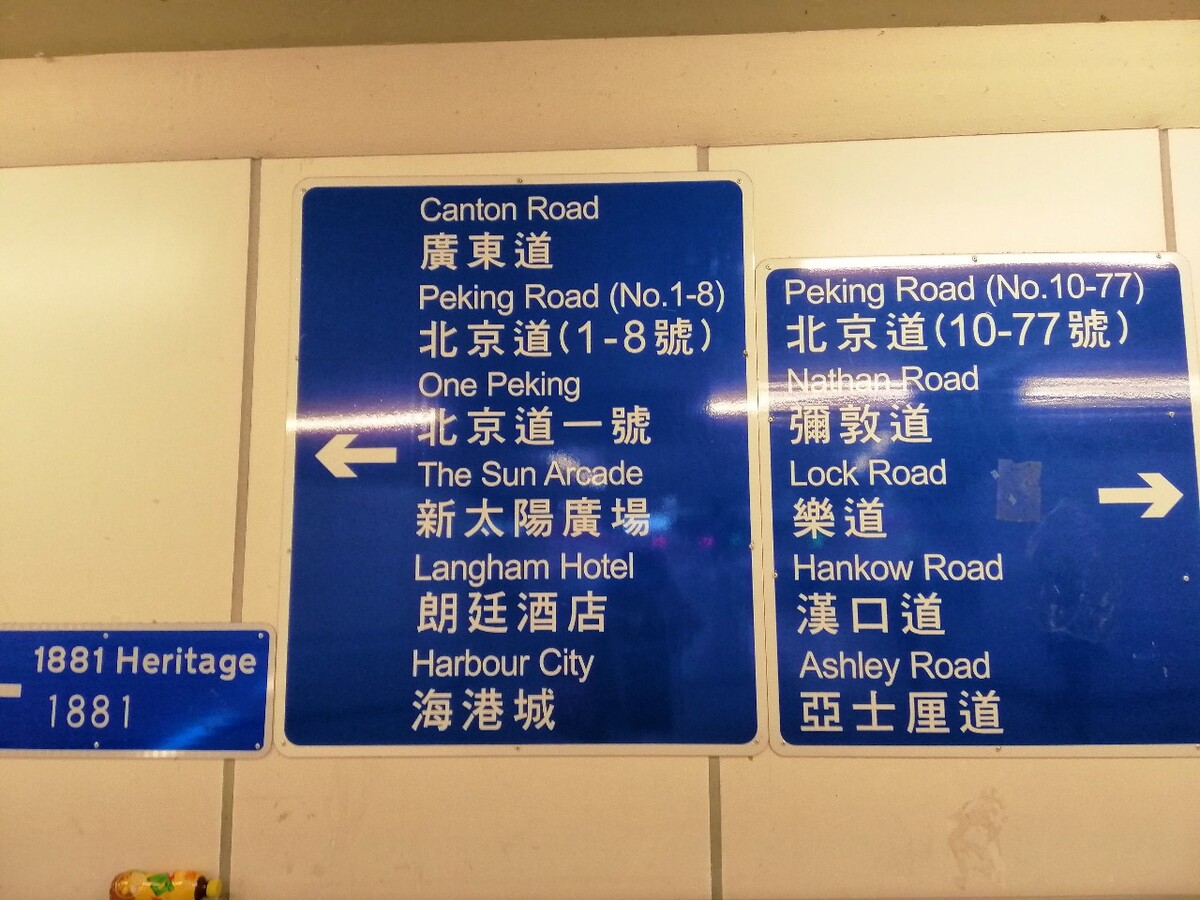 Canton Road
廣東道
Peking Road (No.1-8)
北京道(1-8號)
One Peking
北京道一號
The Sun Arcade
新太陽廣場
Langham Hotel
朗廷酒店
Harbour City
海港城
Peking Road (No.10-77)
北京道(10-77號)
Nathan Road
彌敦道
Lock Road
樂道
Hankow Road
漢口道
Ashley Road
亞士厘道
1881 Heritage
1881